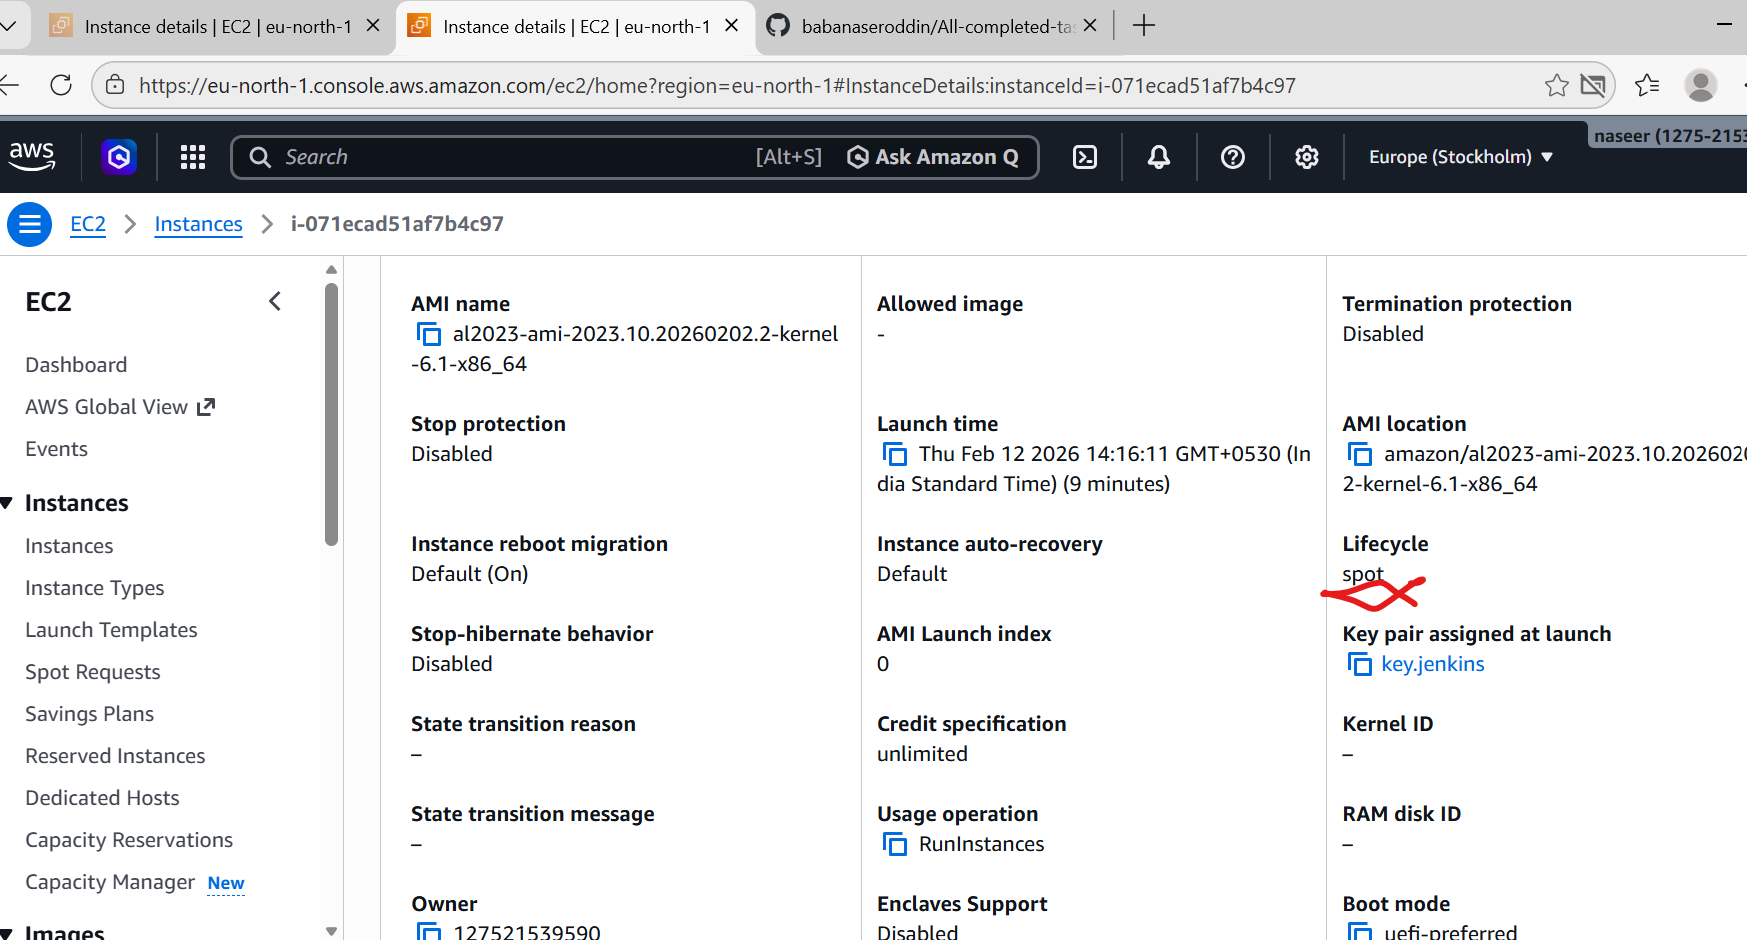 Instance details | EC2 | eu-north-1
Instance details | EC2 | eu-north-1
babanaseroddin/All-completed-tas
https://eu-north-1.console.aws.amazon.com/ec2/home?region=eu-north-1#InstanceDetails:instanceId=i-071ecad51af7b4c97
aws
Search
[Alt+S]
Ask Amazon Q
Europe (Stockholm)
naseer (1275-2153
EC2
Instances
i-071ecad51af7b4c97
EC2
Dashboard
AWS Global View
Events
Instances
Instances
Instance Types
Launch Templates
Spot Requests
Savings Plans
Reserved Instances
Dedicated Hosts
Capacity Reservations
Capacity Manager New
Images
AMI name
al2023-ami-2023.10.20260202.2-kernel
-6.1-x86_64
Allowed image
-
Termination protection
Disabled
Stop protection
Disabled
Launch time
Thu Feb 12 2026 14:16:11 GMT+0530 (In
dia Standard Time) (9 minutes)
AMI location
amazon/al2023-ami-2023.10.202602
2-kernel-6.1-x86_64
Instance reboot migration
Default (On)
Instance auto-recovery
Default
Lifecycle
spot
Stop-hibernate behavior
Disabled
AMI Launch index
0
Key pair assigned at launch
key.jenkins
State transition reason
–
Credit specification
unlimited
Kernel ID
–
State transition message
–
Usage operation
RunInstances
RAM disk ID
–
Owner
127521539590
Enclaves Support
Disabled
Boot mode
uefi-preferred